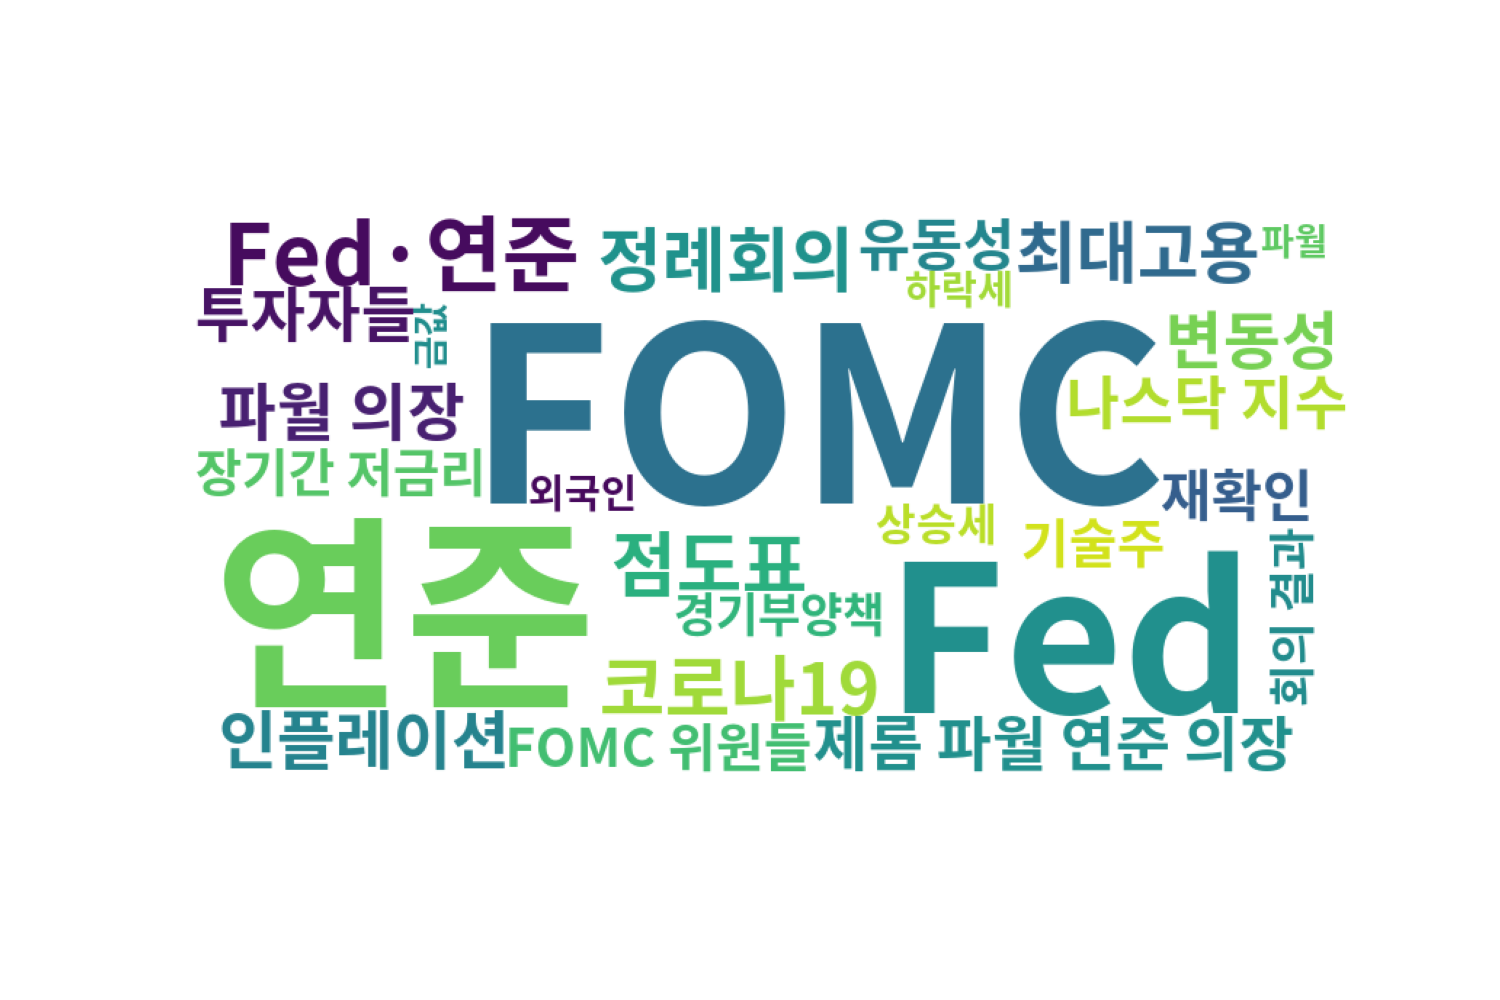 Fed·연준
정례회의
유동성
최대고용
파월
하락세
투자자들
금값
FOMC
변동성
파월 의장
나스닥 지수
장기간 저금리
외국인
재확인
상승세
기술주
연준
점도표
Fed
회의 결과
경기부양책
코로나19
인플레이션
FOMC 위원들
제롬 파월 연준 의장